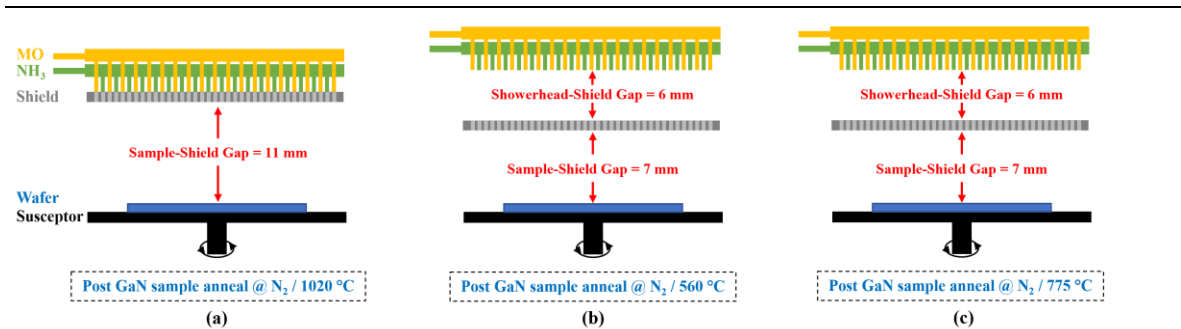 MO
NH₃
Shield
Sample-Shield Gap = 11 mm
Wafer
Susceptor
Post GaN sample anneal @ N₂ / 1020 °C
(a)
Showerhead-Shield Gap = 6 mm
Sample-Shield Gap = 7 mm
Post GaN sample anneal @ N₂ / 560 °C
(b)
Showerhead-Shield Gap = 6 mm
Sample-Shield Gap = 7 mm
Post GaN sample anneal @ N₂ / 775 °C
(c)